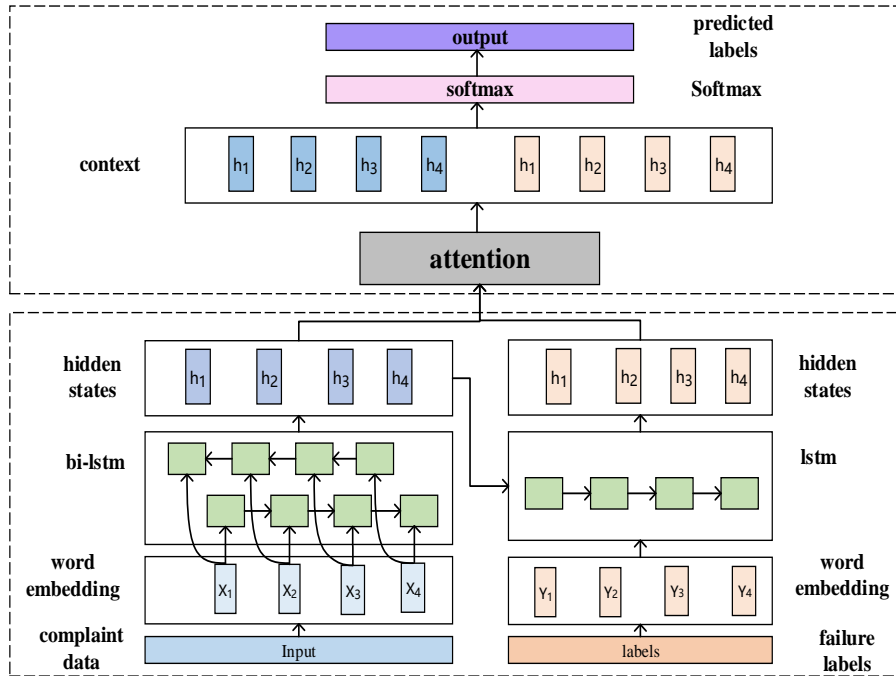 output
predicted
labels
softmax
Softmax
context
h1 h2 h3 h4 h1 h2 h3 h4
attention
hidden
states
h1 h2 h3 h4
h1 h2 h3 h4
hidden
states
bi-lstm
lstm
word
embedding
X1 X2 X3 X4
Y1 Y2 Y3 Y4
word
embedding
complaint
data
Input
labels
failure
labels